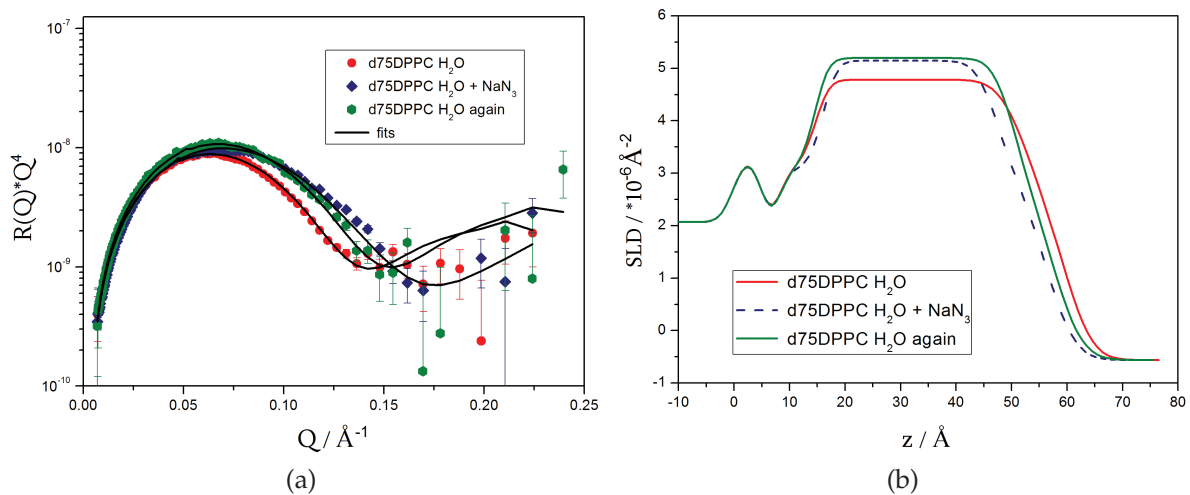 10⁻⁷
10⁻⁸
10⁻⁹
10⁻¹⁰
R(Q)*Q⁴
d75DPPC H₂O
d75DPPC H₂O + NaN₃
d75DPPC H₂O again
fits
0.00 0.05 0.10 0.15 0.20 0.25
Q / Å⁻¹
(a)
6
5
4
3
2
1
0
-1
SLD / *10⁻⁶Å⁻²
d75DPPC H₂O
d75DPPC H₂O + NaN₃
d75DPPC H₂O again
-10 0 10 20 30 40 50 60 70 80
z / Å
(b)